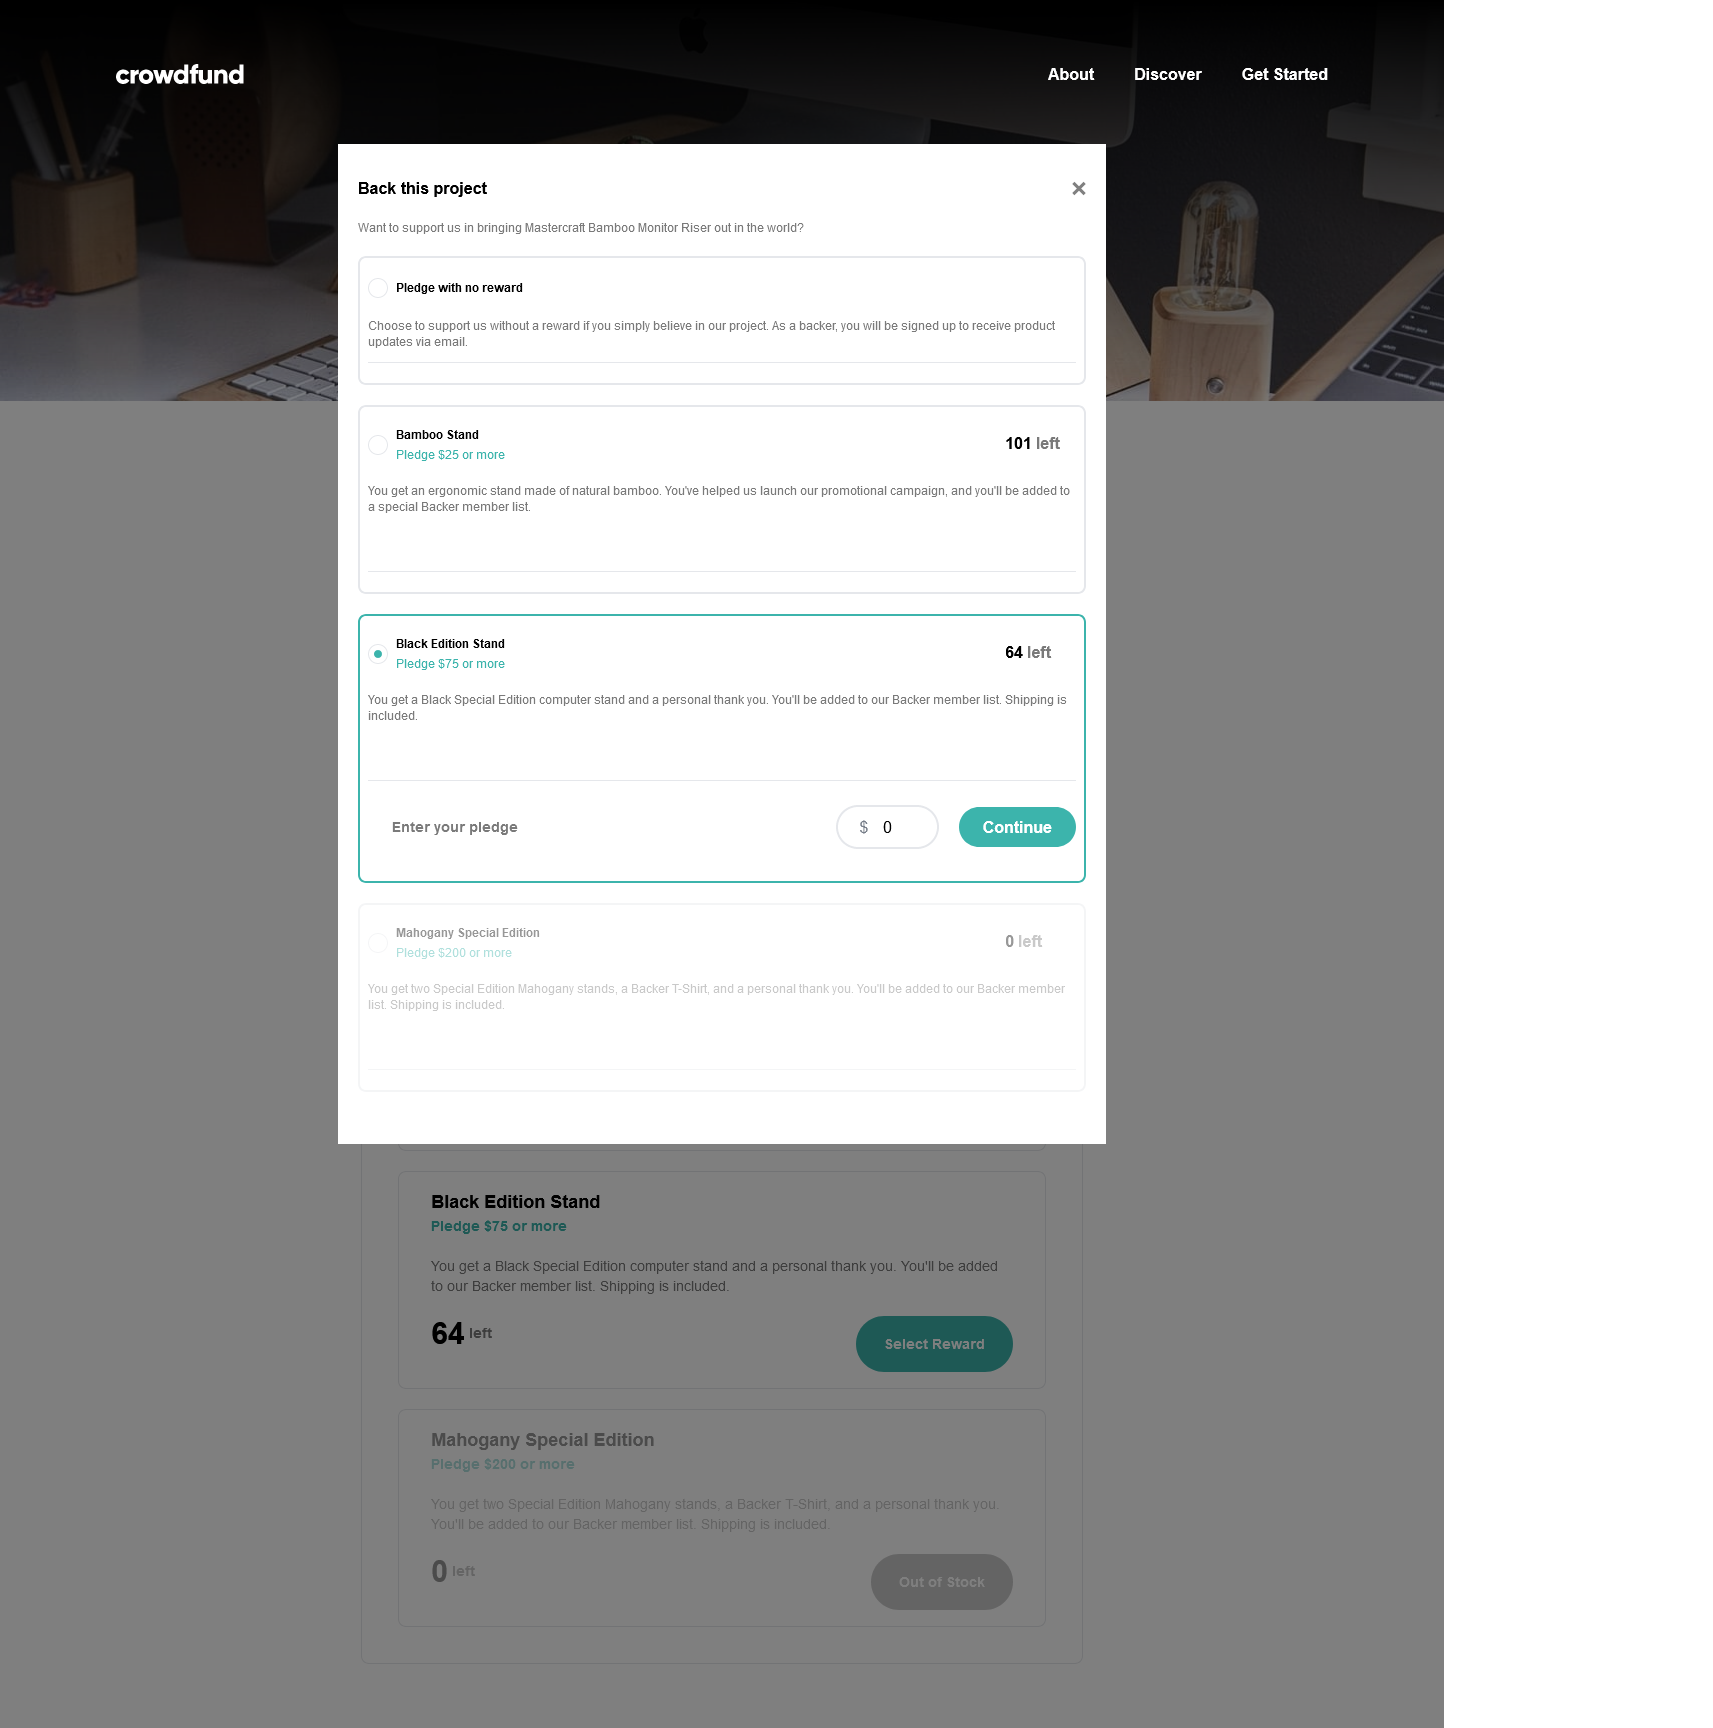 crowdfund
About
Discover
Get Started
Back this project
×
Want to support us in bringing Mastercraft Bamboo Monitor Riser out in the world?
Pledge with no reward
Choose to support us without a reward if you simply believe in our project. As a backer, you will be signed up to receive product
updates via email.
Bamboo Stand
Pledge $25 or more
101 left
You get an ergonomic stand made of natural bamboo. You've helped us launch our promotional campaign, and you'll be added to
a special Backer member list.
Black Edition Stand
Pledge $75 or more
64 left
You get a Black Special Edition computer stand and a personal thank you. You'll be added to our Backer member list. Shipping is
included.
Enter your pledge
$ 0
Continue
Mahogany Special Edition
Pledge $200 or more
0 left
You get two Special Edition Mahogany stands, a Backer T-Shirt, and a personal thank you. You'll be added to our Backer member
list. Shipping is included.
Black Edition Stand
Pledge $75 or more
You get a Black Special Edition computer stand and a personal thank you. You'll be added
to our Backer member list. Shipping is included.
64 left
Select Reward
Mahogany Special Edition
Pledge $200 or more
You get two Special Edition Mahogany stands, a Backer T-Shirt, and a personal thank you.
You'll be added to our Backer member list. Shipping is included.
0 left
Out of Stock